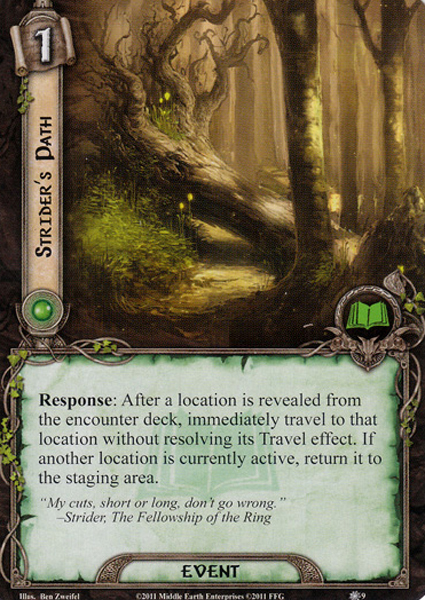 1
STRIDER'S PATH
Response: After a location is revealed from
the encounter deck, immediately travel to that
location without resolving its Travel effect. If
another location is currently active, return it to
the staging area.
“My cuts, short or long, don’t go wrong.”
–Strider, The Fellowship of the Ring
EVENT
Illus. Ben Zweifel
©2011 Middle Earth Enterprises ©2011 FFG
9